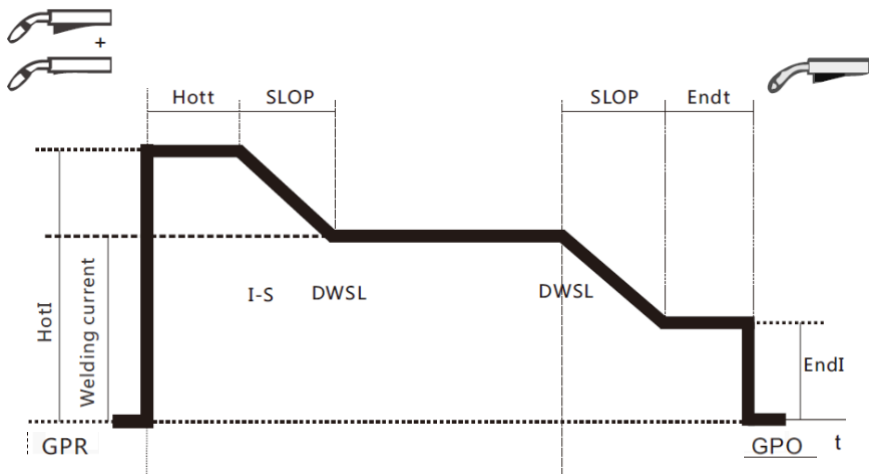 +
Hott
SLOP
SLOP
Endt
HotI
Welding current
I-S
DWSL
DWSL
EndI
GPR
GPO
t